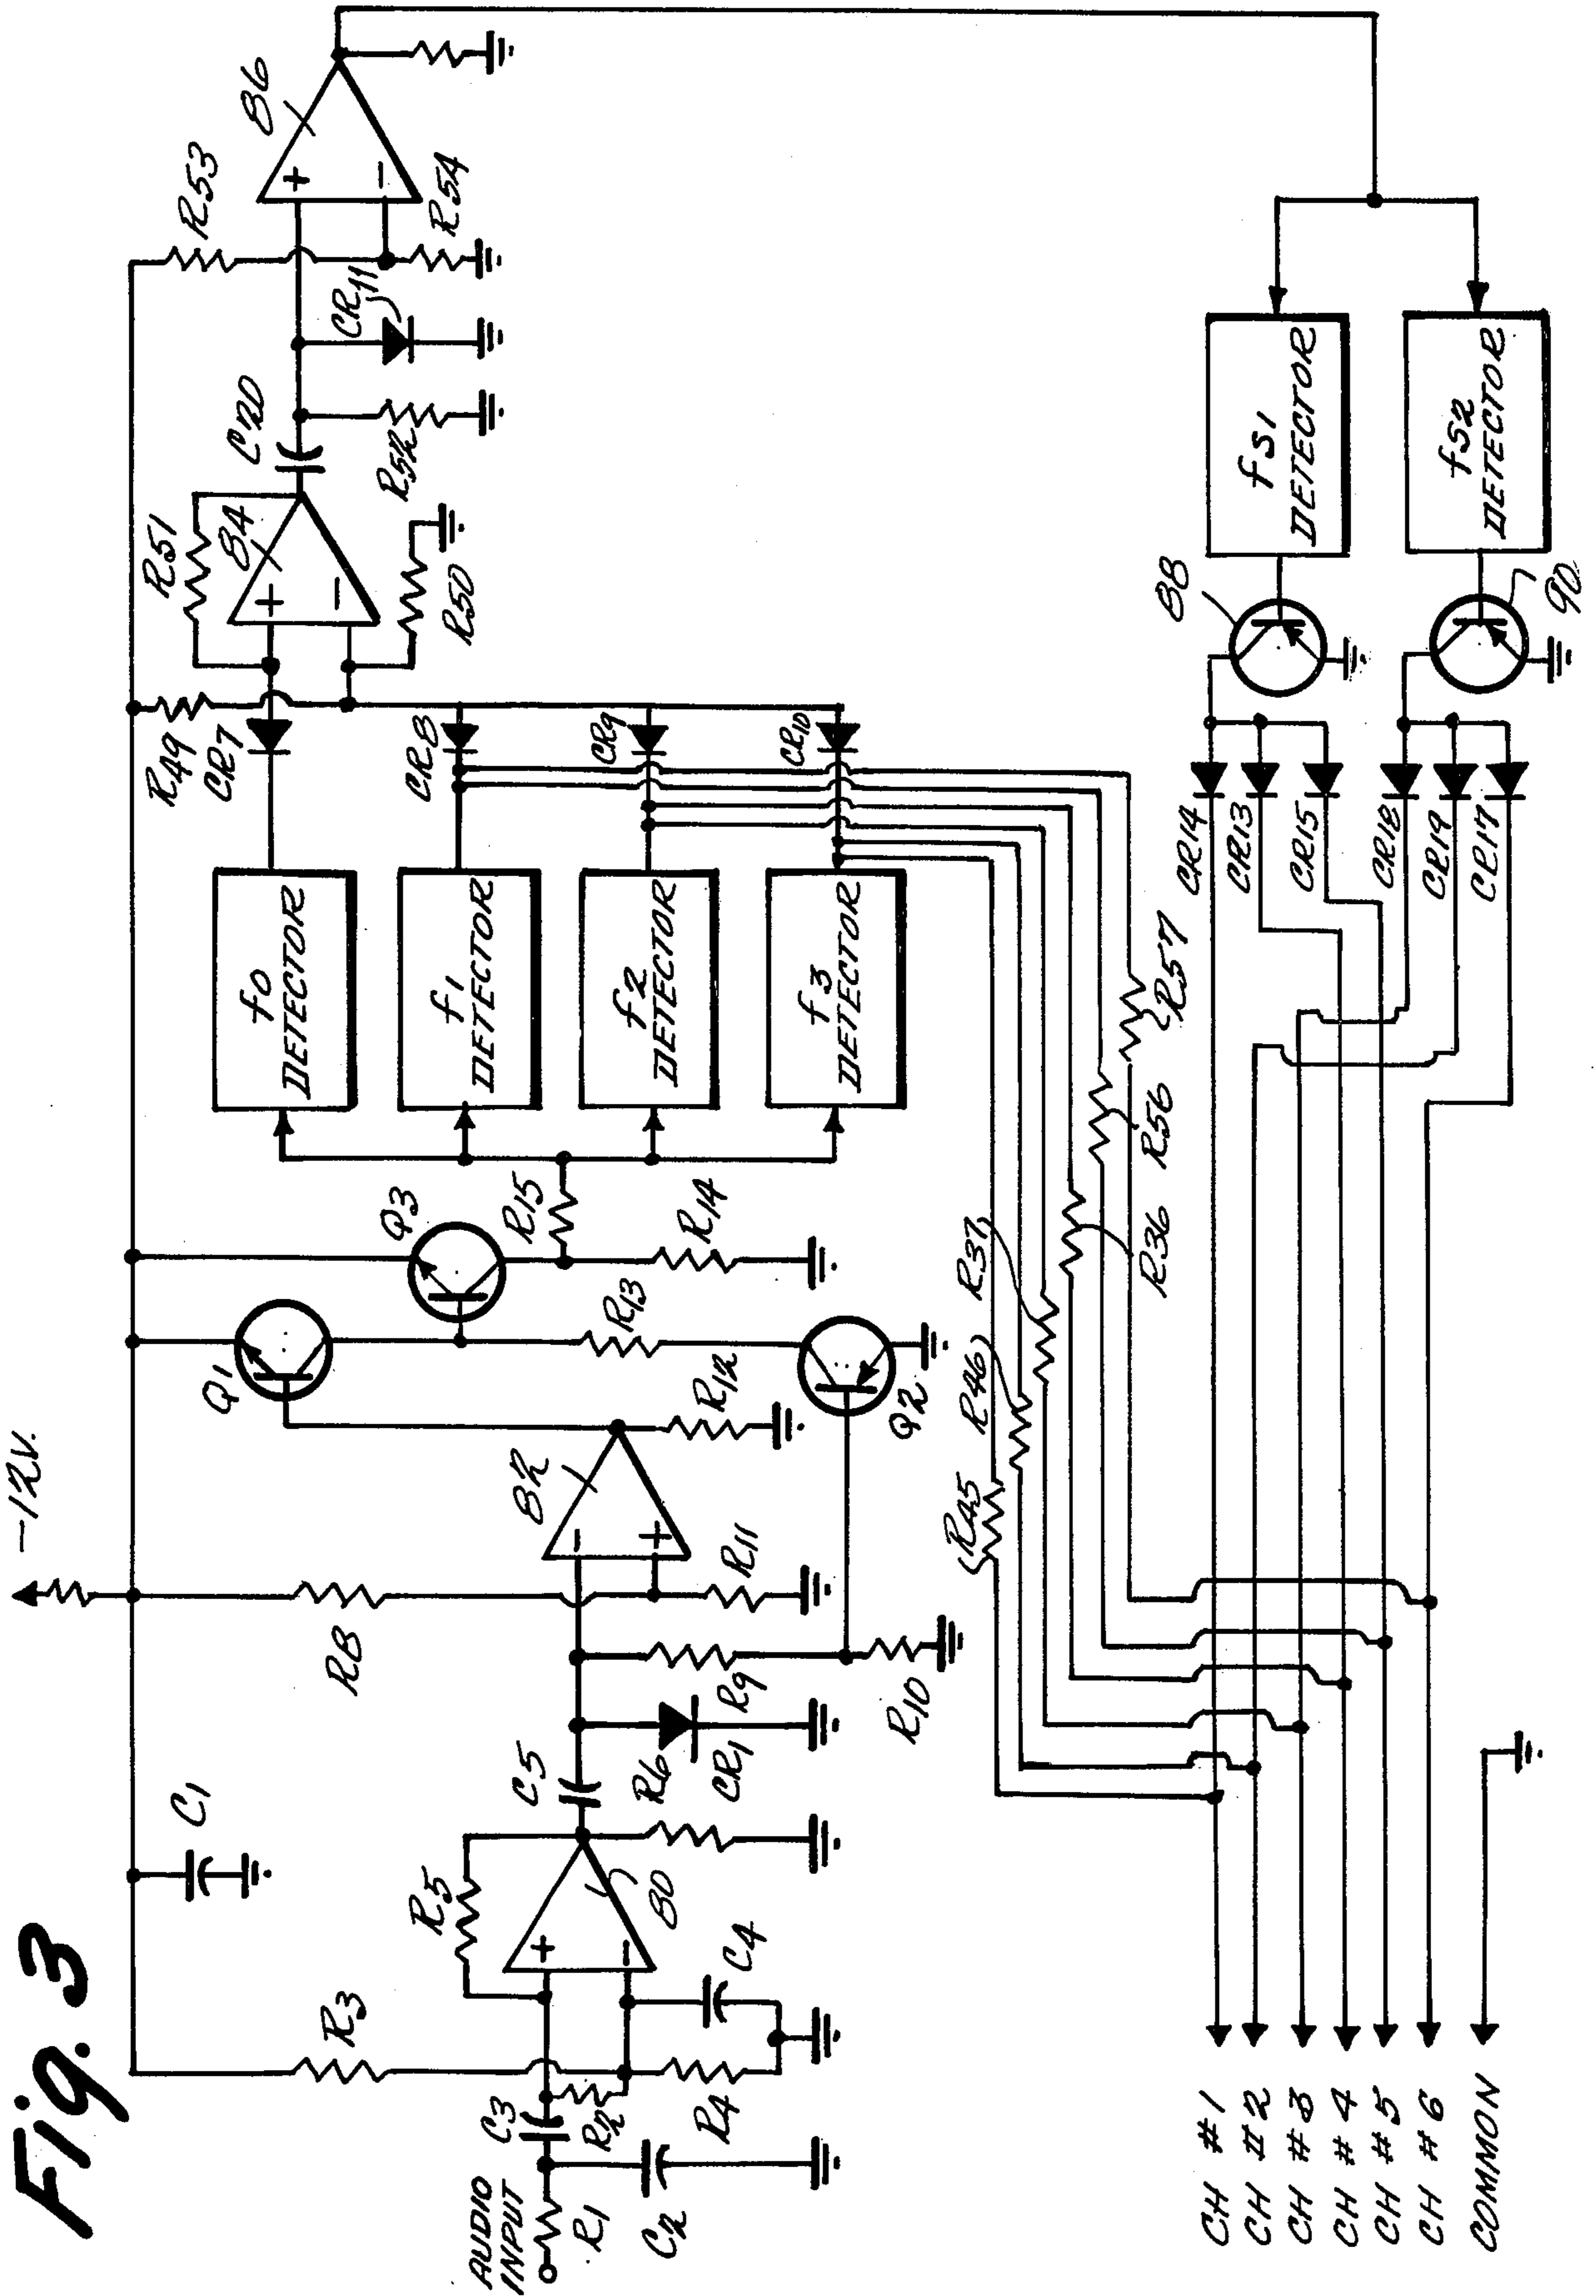 Fig. 3
-12V.
C1
R3
R8
AUDIO
INPUT
R1
C2
C3
R2
R4
C4
R5
+
-
80
C5
R6
CR1
R9
R10
R11
-
+
82
R12
Q1
Q2
R13
Q3
R14
R15
f0
DETECTOR
f1
DETECTOR
f2
DETECTOR
f3
DETECTOR
R49
CR7
CR8
CR9
CR10
R51
84
+
-
R50
C20
R52
CR11
R53
R54
86
+
-
R45
R46
R37
R36
R56
R57
CR14
CR13
CR15
CR18
CR19
CR17
88
90
fS1
DETECTOR
fS2
DETECTOR
CH #1
CH #2
CH #3
CH #4
CH #5
CH #6
COMMON